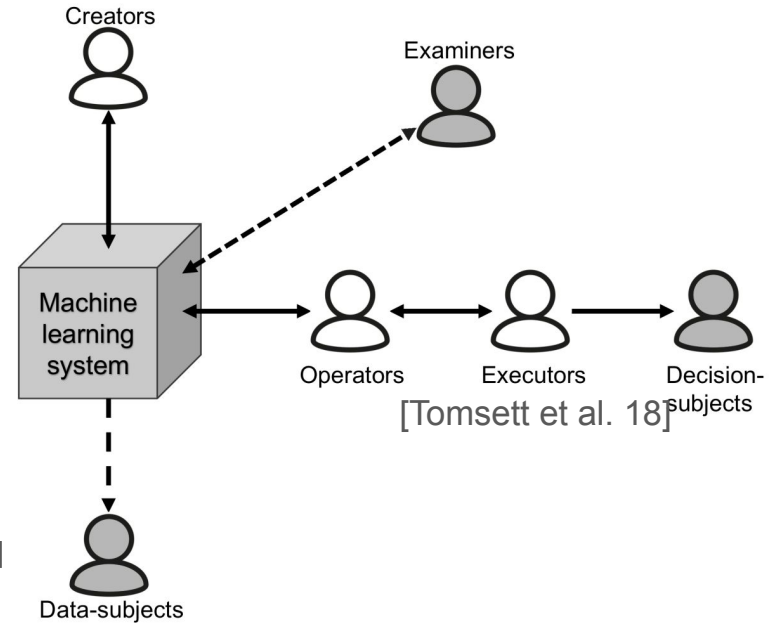 Creators
Examiners
Machine
learning
system
Operators
Executors
Decision-
subjects
[Tomsett et al. 18]
Data-subjects